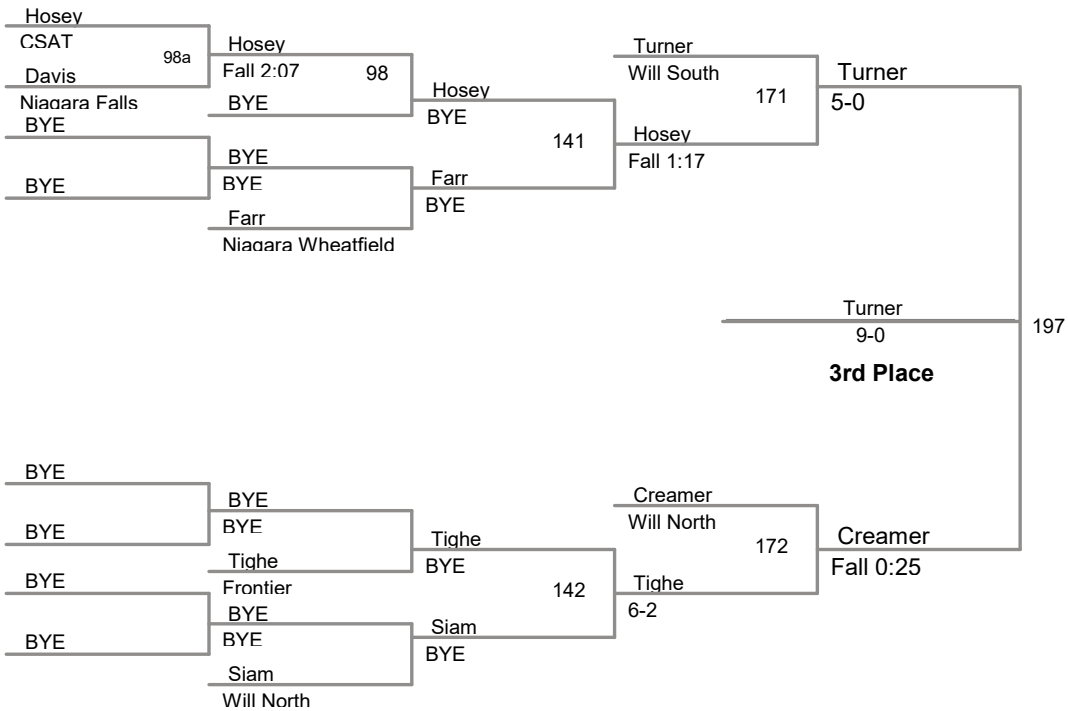 Hosey
CSAT
98a
Davis
Niagara Falls
BYE
BYE
Hosey
Fall 2:07
98
BYE
BYE
BYE
Farr
Niagara Wheatfield
Hosey
BYE
141
Farr
BYE
Turner
Will South
171
Hosey
Fall 1:17
Turner
5-0
Turner
9-0
3rd Place
197
BYE
BYE
BYE
BYE
BYE
BYE
Tighe
Frontier
BYE
BYE
Siam
Will North
Tighe
BYE
142
Siam
BYE
Creamer
Will North
172
Tighe
6-2
Creamer
Fall 0:25